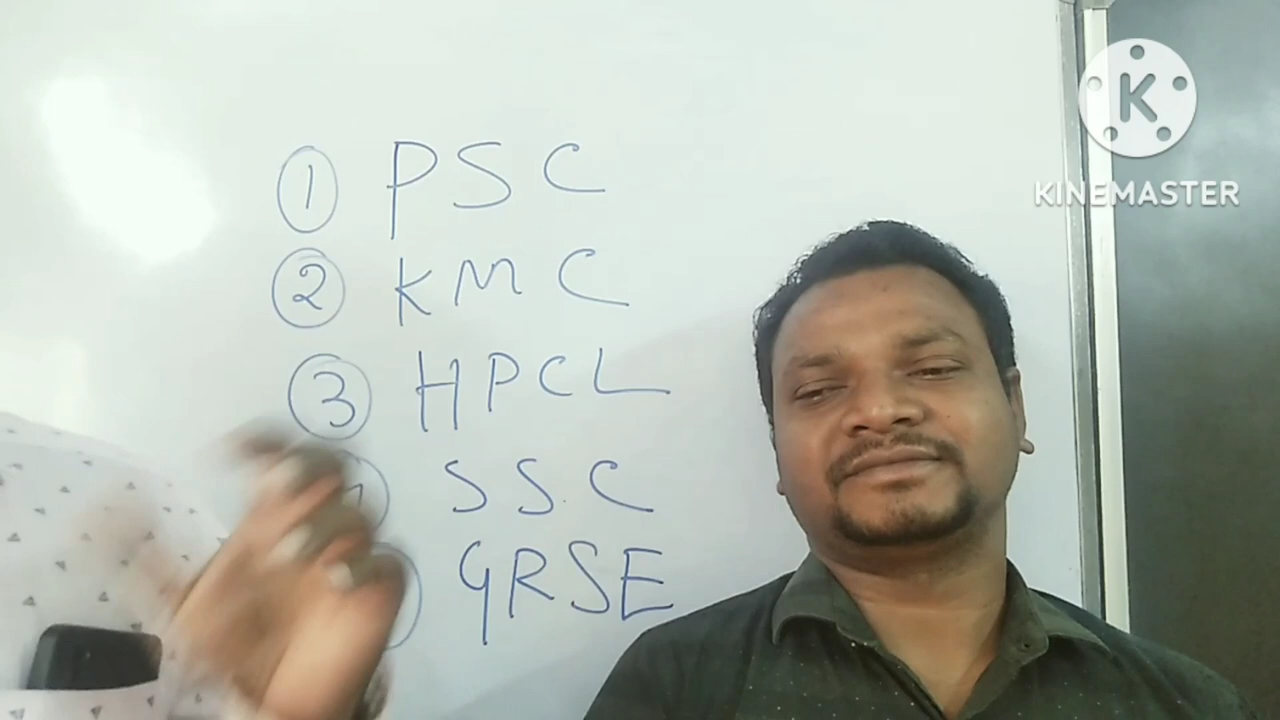 ① PSC
② KMC
③ HPCL
SSC
GRSE
K
KINEMASTER